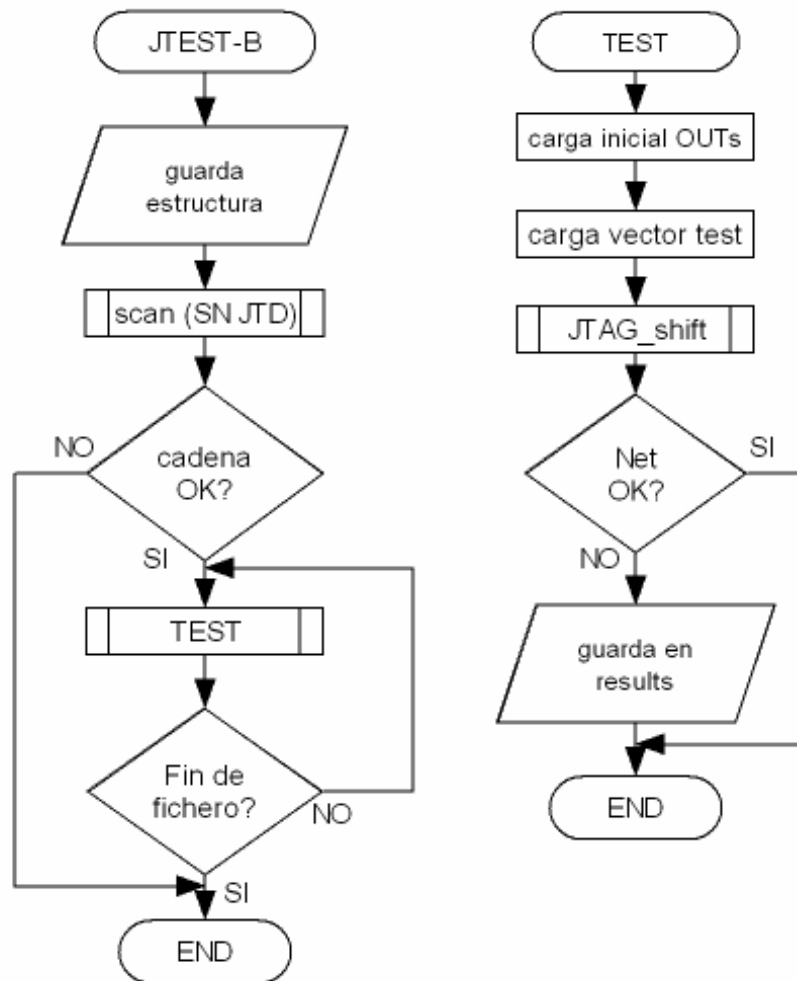 JTEST-B
guarda
estructura
scan (SN JTD)
NO
cadena
OK?
SI
TEST
Fin de
fichero?
NO
SI
END
TEST
carga inicial OUTs
carga vector test
JTAG_shift
Net
OK?
SI
NO
guarda en
results
END